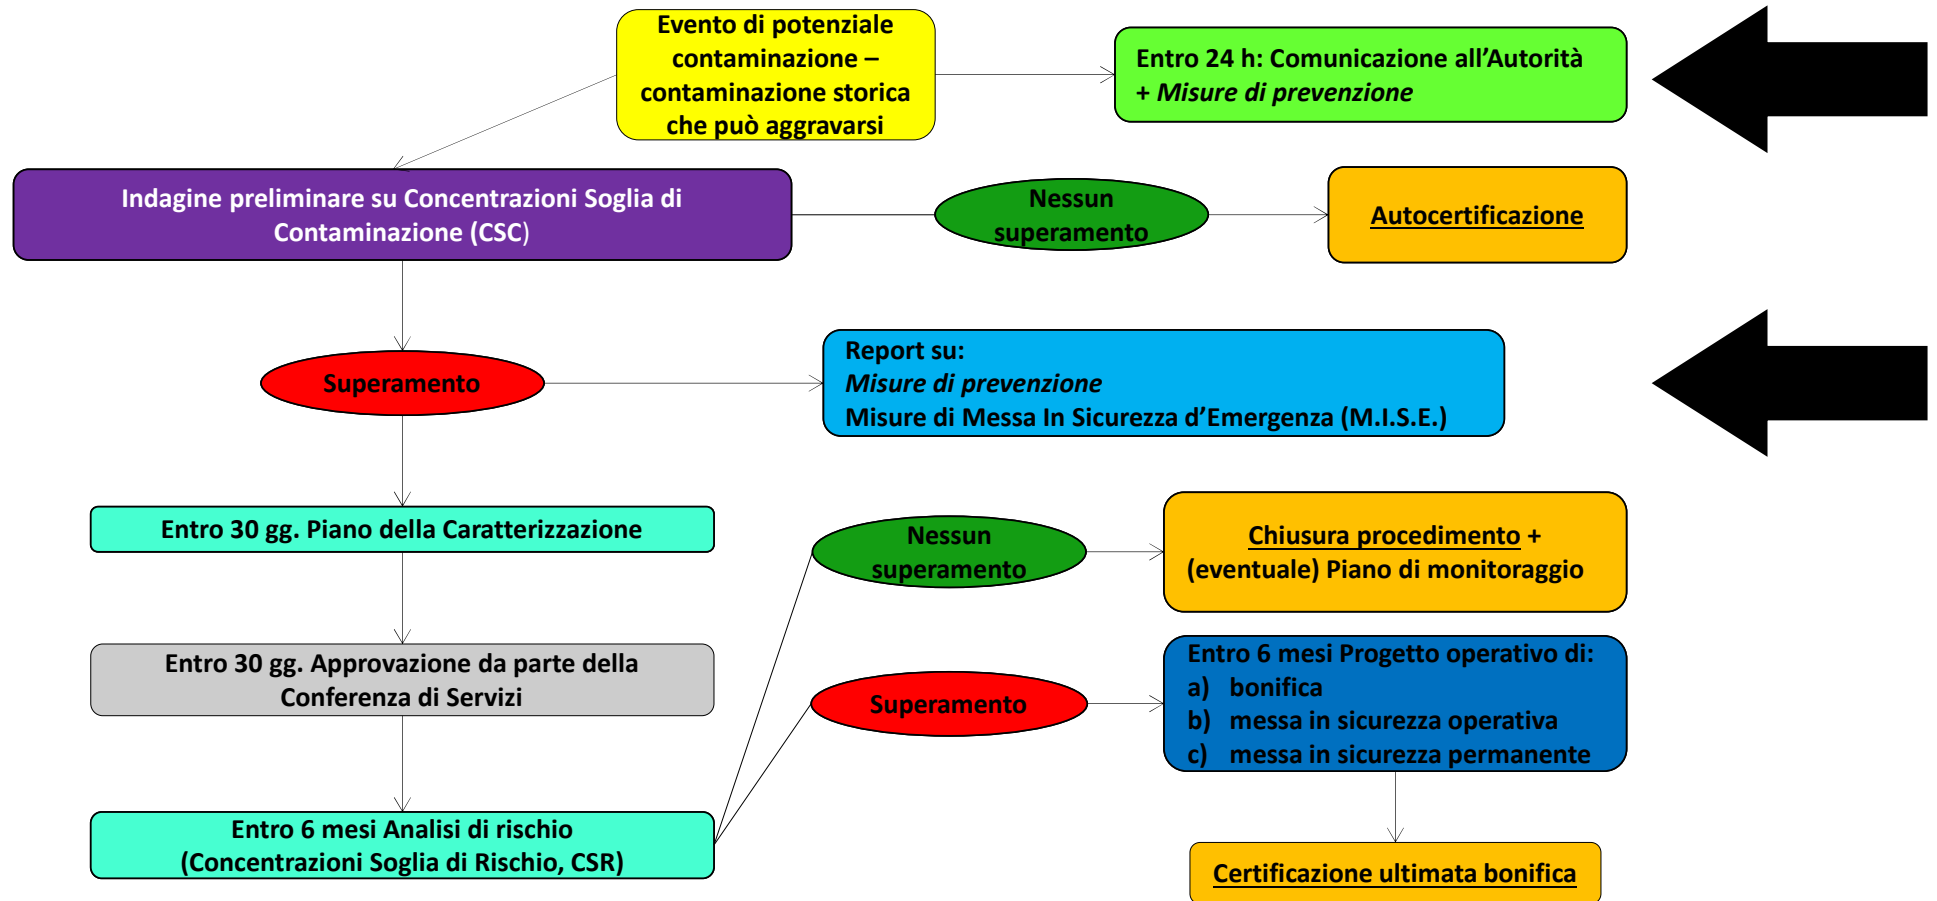 Evento di potenziale
contaminazione –
contaminazione storica
che può aggravarsi
Entro 24 h: Comunicazione all'Autorità
+ Misure di prevenzione
Indagine preliminare su Concentrazioni Soglia di
Contaminazione (CSC)
Nessun
superamento
Autocertificazione
Superamento
Report su:
Misure di prevenzione
Misure di Messa In Sicurezza d'Emergenza (M.I.S.E.)
Entro 30 gg. Piano della Caratterizzazione
Nessun
superamento
Chiusura procedimento +
(eventuale) Piano di monitoraggio
Entro 30 gg. Approvazione da parte della
Conferenza di Servizi
Superamento
Entro 6 mesi Progetto operativo di:
a) bonifica
b) messa in sicurezza operativa
c) messa in sicurezza permanente
Entro 6 mesi Analisi di rischio
(Concentrazioni Soglia di Rischio, CSR)
Certificazione ultimata bonifica